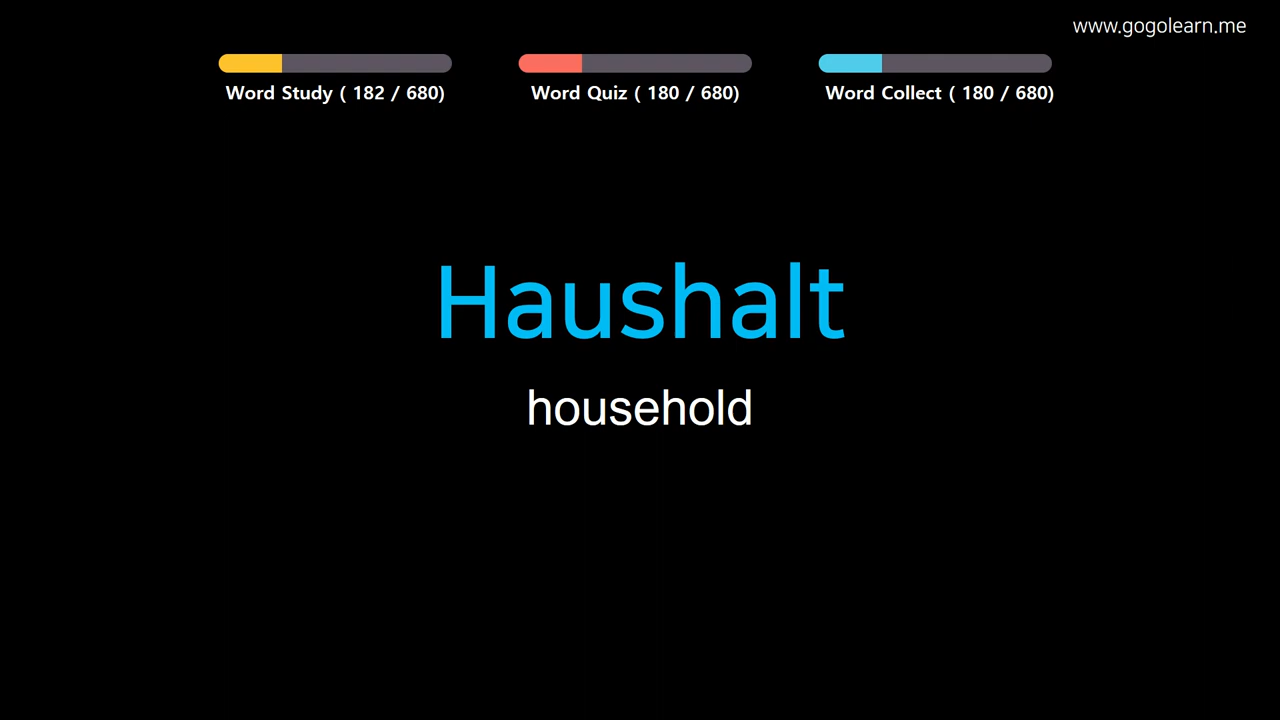 www.gogolearn.me
Word Study ( 182 / 680)
Word Quiz ( 180 / 680)
Word Collect ( 180 / 680)
Haushalt
household